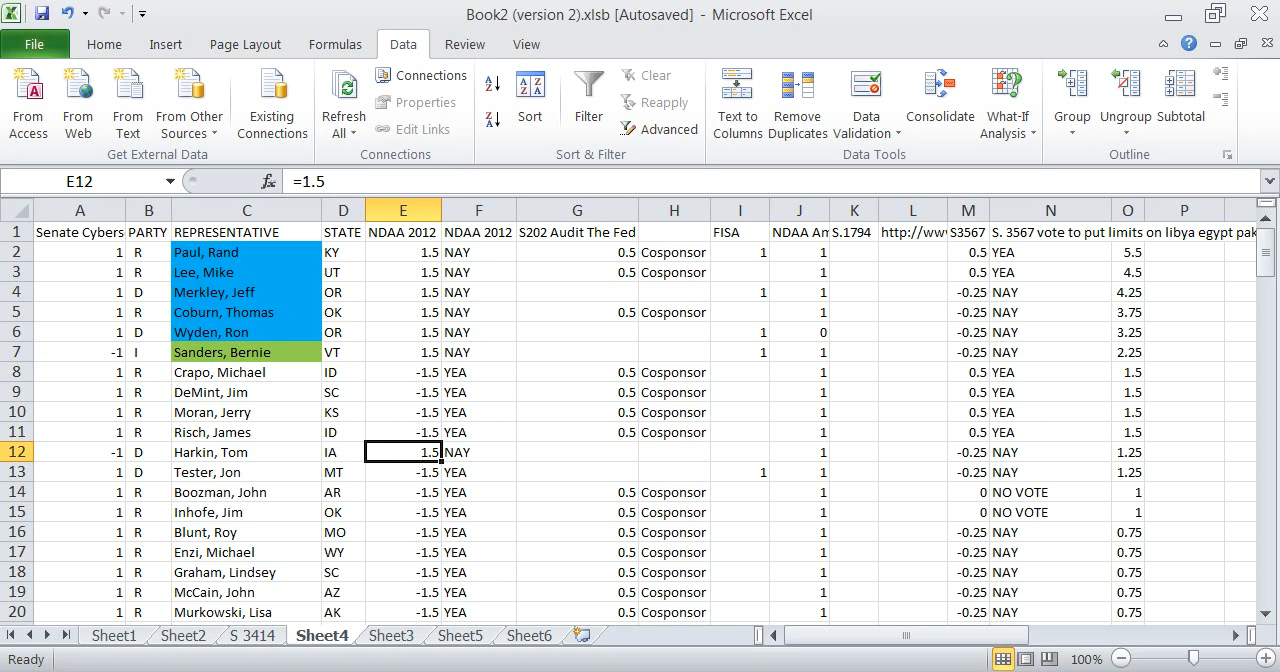 Book2 (version 2).xlsb [Autosaved] - Microsoft Excel
File Home Insert Page Layout Formulas Data Review View
From Access From Web From Text From Other Sources Existing Connections Refresh All Connections Properties Edit Links Sort Filter Clear Reapply Advanced Text to Columns Remove Duplicates Data Validation Consolidate What-If Analysis Group Ungroup Subtotal
Get External Data Connections Sort & Filter Data Tools Outline
E12 fx =1.5
A B C D E F G H I J K L M N O P
1 Senate Cybers PARTY REPRESENTATIVE STATE NDAA 2012 NDAA 2012 S202 Audit The Fed FISA NDAA Am S.1794 http://ww S3567 S. 3567 vote to put limits on libya egypt pak
2 1 R Paul, Rand KY 1.5 NAY 0.5 Cosponsor 1 1 0.5 YEA 5.5
3 1 R Lee, Mike UT 1.5 NAY 0.5 Cosponsor 1 0.5 YEA 4.5
4 1 D Merkley, Jeff OR 1.5 NAY 1 1 -0.25 NAY 4.25
5 1 R Coburn, Thomas OK 1.5 NAY 0.5 Cosponsor 1 -0.25 NAY 3.75
6 1 D Wyden, Ron OR 1.5 NAY 1 0 -0.25 NAY 3.25
7 -1 I Sanders, Bernie VT 1.5 NAY 1 1 -0.25 NAY 2.25
8 1 R Crapo, Michael ID -1.5 YEA 0.5 Cosponsor 1 0.5 YEA 1.5
9 1 R DeMint, Jim SC -1.5 YEA 0.5 Cosponsor 1 0.5 YEA 1.5
10 1 R Moran, Jerry KS -1.5 YEA 0.5 Cosponsor 1 0.5 YEA 1.5
11 1 R Risch, James ID -1.5 YEA 0.5 Cosponsor 1 0.5 YEA 1.5
12 -1 D Harkin, Tom IA 1.5 NAY 1 -0.25 NAY 1.25
13 1 D Tester, Jon MT -1.5 YEA 1 1 -0.25 NAY 1.25
14 1 R Boozman, John AR -1.5 YEA 0.5 Cosponsor 1 0 NO VOTE 1
15 1 R Inhofe, Jim OK -1.5 YEA 0.5 Cosponsor 1 0 NO VOTE 1
16 1 R Blunt, Roy MO -1.5 YEA 0.5 Cosponsor 1 -0.25 NAY 0.75
17 1 R Enzi, Michael WY -1.5 YEA 0.5 Cosponsor 1 -0.25 NAY 0.75
18 1 R Graham, Lindsey SC -1.5 YEA 0.5 Cosponsor 1 -0.25 NAY 0.75
19 1 R McCain, John AZ -1.5 YEA 0.5 Cosponsor 1 -0.25 NAY 0.75
20 1 R Murkowski, Lisa AK -1.5 YEA 0.5 Cosponsor 1 -0.25 NAY 0.75
Sheet1 Sheet2 S 3414 Sheet4 Sheet3 Sheet5 Sheet6
Ready 100%